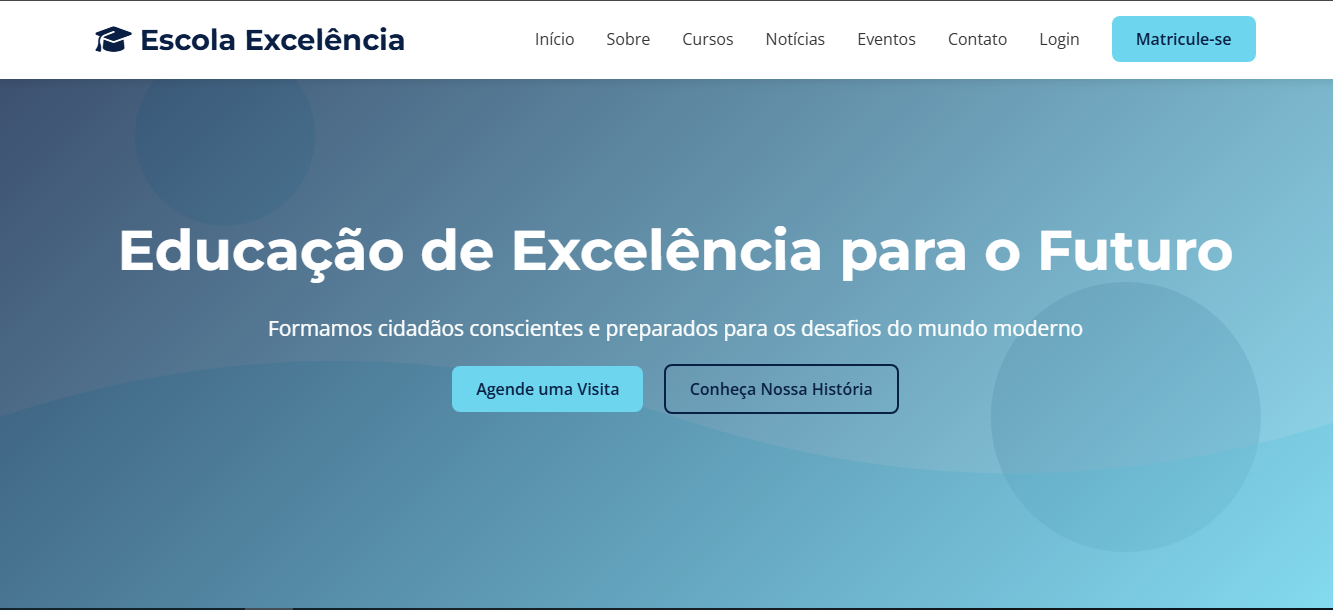 Escola Excelência
Início Sobre Cursos Notícias Eventos Contato Login Matricule-se
Educação de Excelência para o Futuro
Formamos cidadãos conscientes e preparados para os desafios do mundo moderno
Agende uma Visita Conheça Nossa História